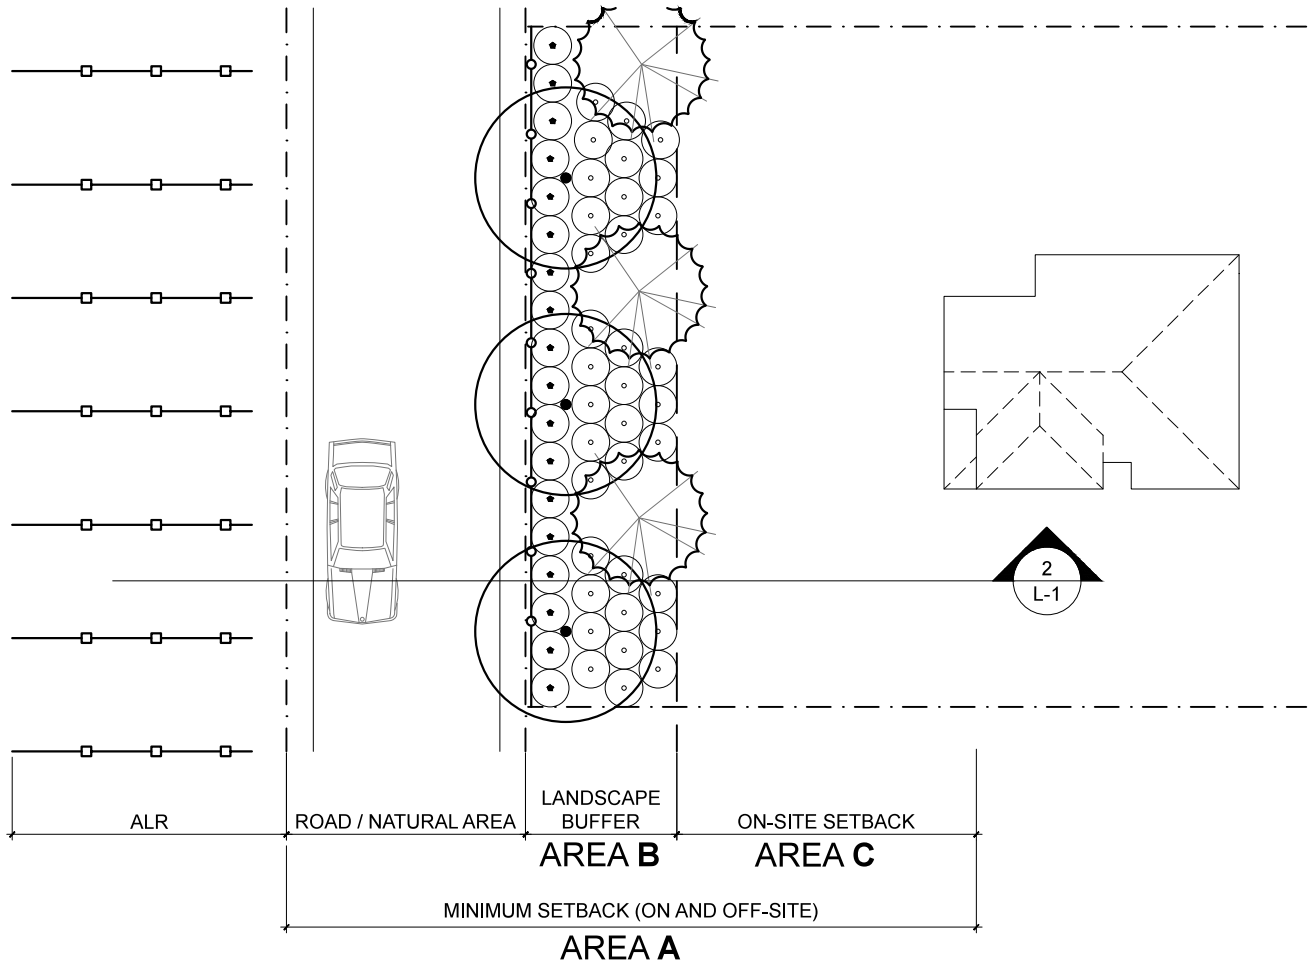 2
L-1
ALR
ROAD / NATURAL AREA
LANDSCAPE
BUFFER
ON-SITE SETBACK
AREA B
AREA C
MINIMUM SETBACK (ON AND OFF-SITE)
AREA A